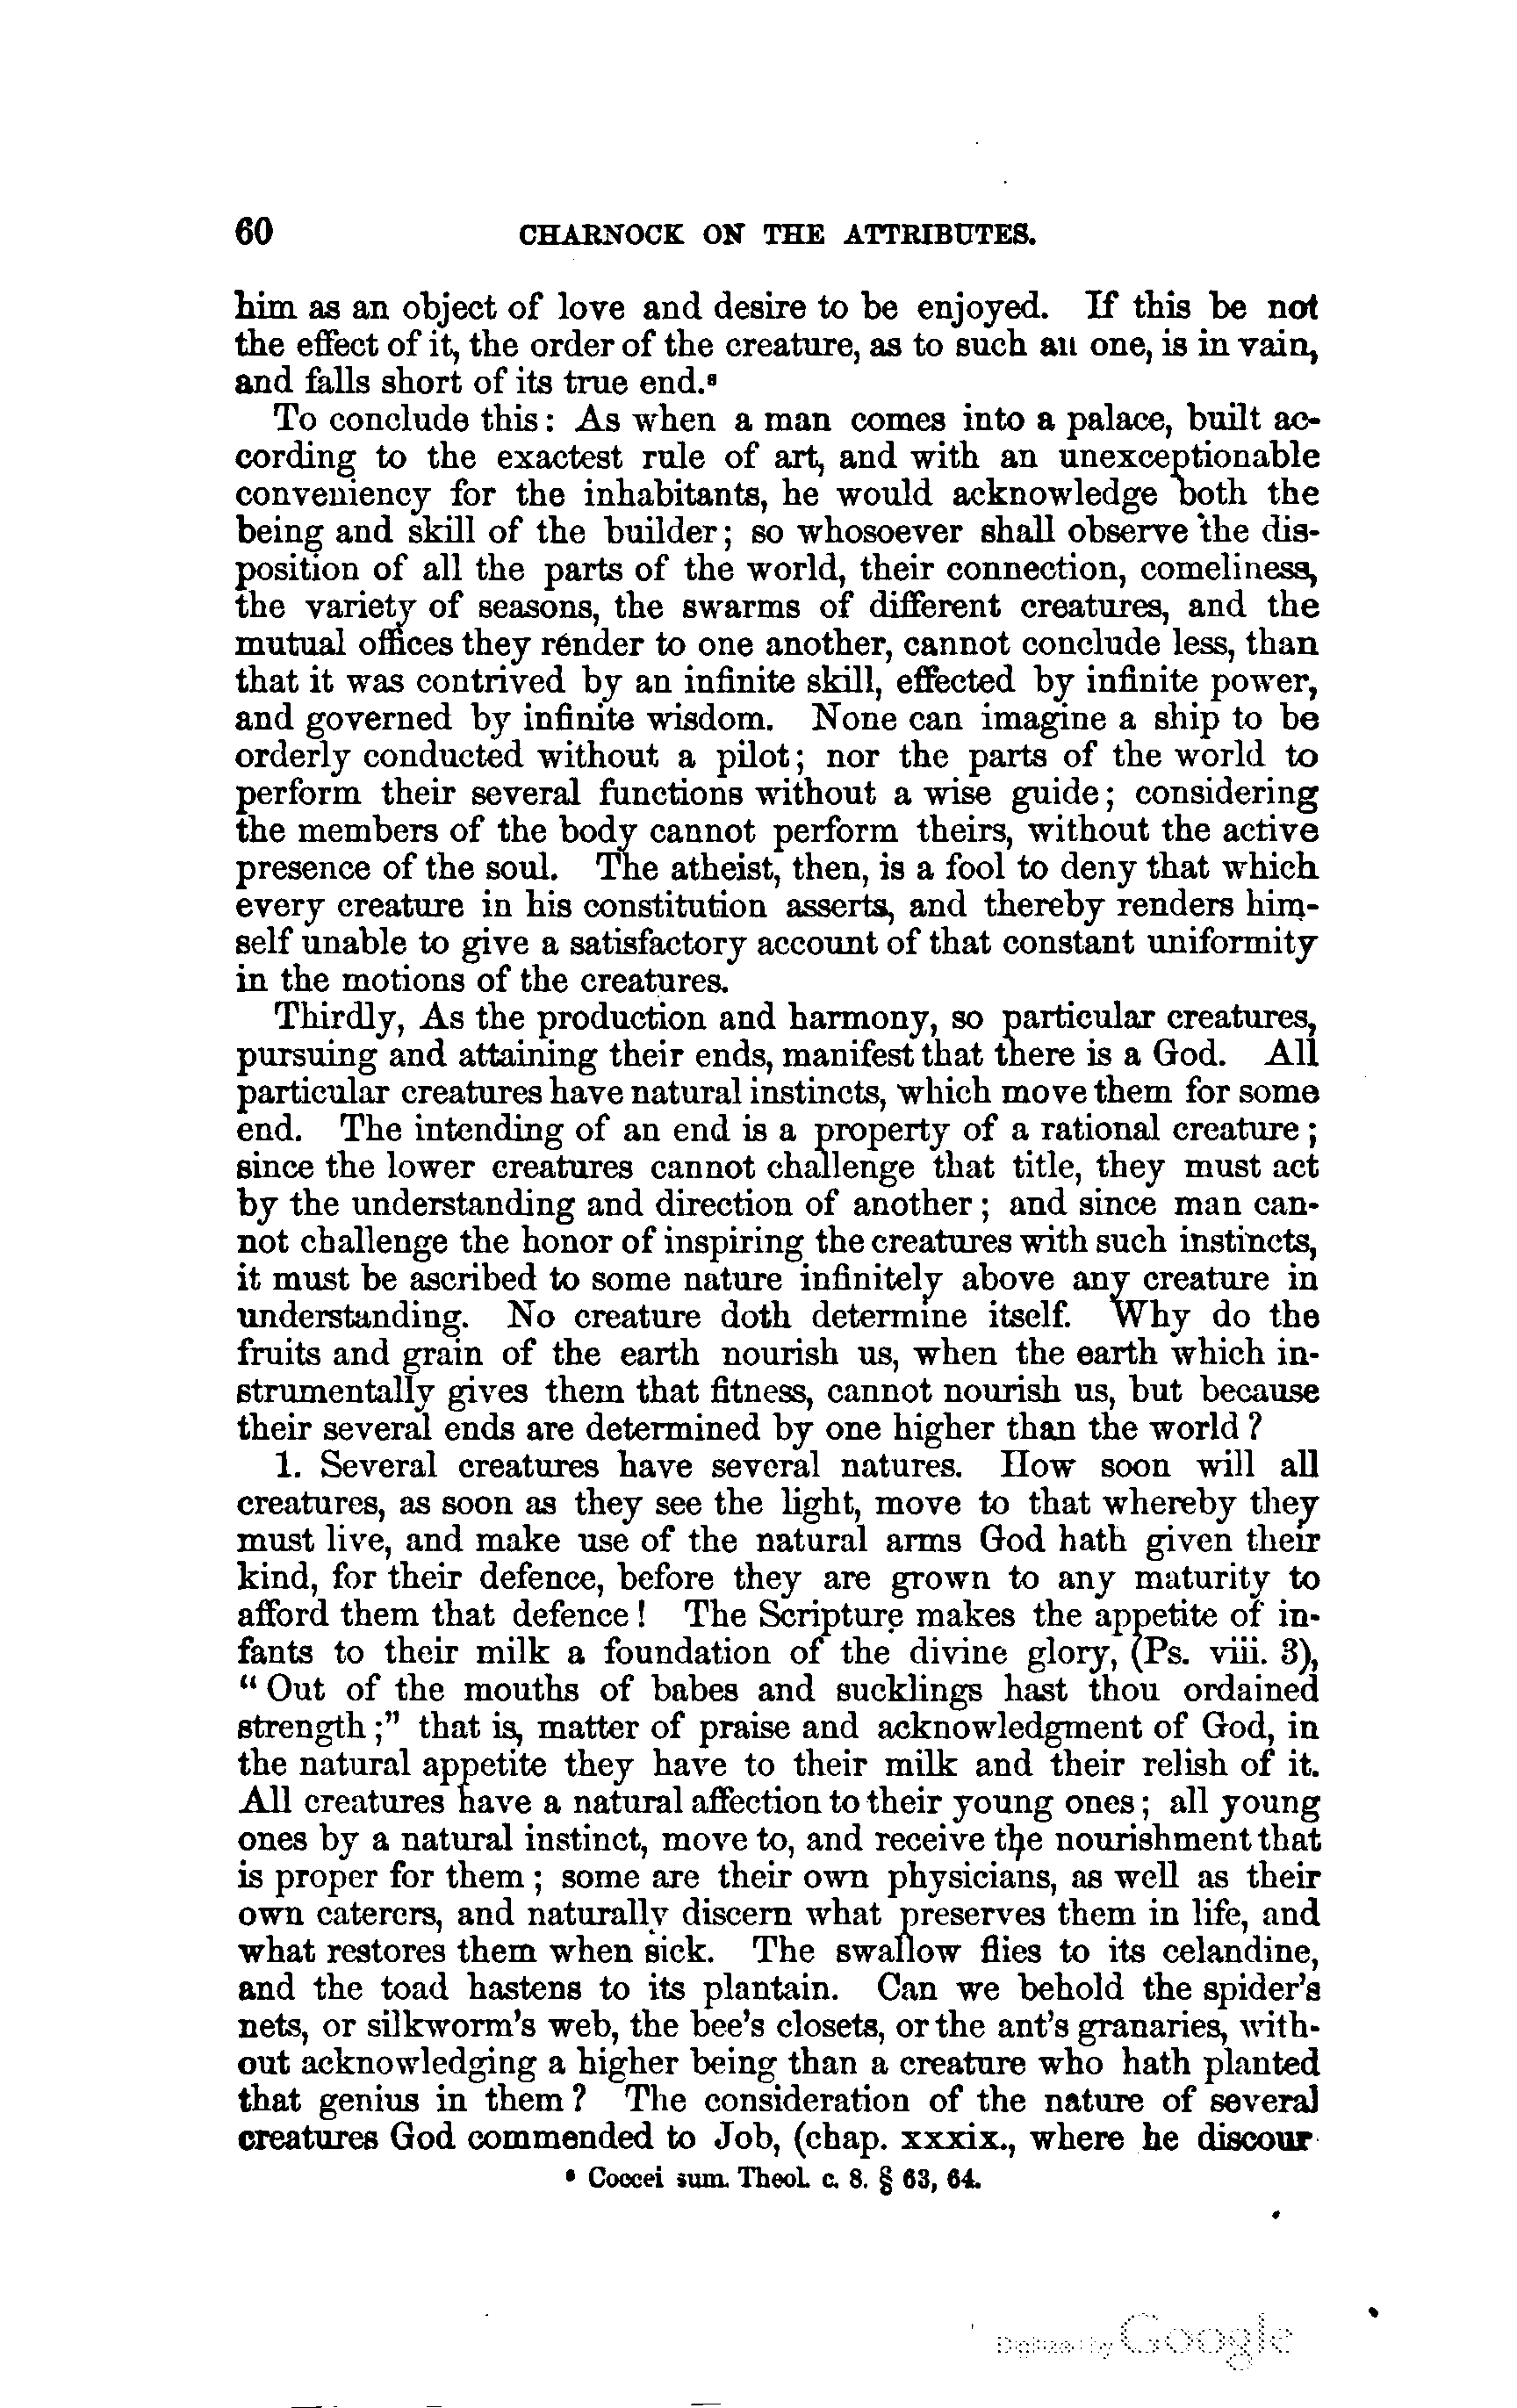 60 CHARNOCK ON THE ATTRIBUTES.
him as an object of love and desire to be enjoyed. If this be not
the effect of it, the order of the creature, as to such an one, is in vain,
and falls short of its true end.s
To conclude this: As when a man comes into a palace, built ac-
cording to the exactest rule of art, and with an unexceptionable
conveniency for the inhabitants, he would acknowledge both the
being and skill of the builder; so whosoever shall observe the dis-
position of all the parts of the world, their connection, comeliness,
the variety of seasons, the swarms of different creatures, and the
mutual offices they render to one another, cannot conclude less, than
that it was contrived by an infinite skill, effected by infinite power,
and governed by infinite wisdom. None can imagine a ship to be
orderly conducted without a pilot; nor the parts of the world to
perform their several functions without a wise guide; considering
the members of the body cannot perform theirs, without the active
presence of the soul. The atheist, then, is a fool to deny that which
every creature in his constitution asserts, and thereby renders him-
self unable to give a satisfactory account of that constant uniformity
in the motions of the creatures.
Thirdly, As the production and harmony, so particular creatures,
pursuing and attaining their ends, manifest that there is a God. All
particular creatures have natural instincts, which move them for some
end. The intending of an end is a property of a rational creature;
since the lower creatures cannot challenge that title, they must act
by the understanding and direction of another; and since man can-
not challenge the honor of inspiring the creatures with such instincts,
it must be ascribed to some nature infinitely above any creature in
understanding. No creature doth determine itself. Why do the
fruits and grain of the earth nourish us, when the earth which in-
strumentally gives them that fitness, cannot nourish us, but because
their several ends are determined by one higher than the world?
1. Several creatures have several natures. How soon will all
creatures, as soon as they see the light, move to that whereby they
must live, and make use of the natural arms God hath given their
kind, for their defence, before they are grown to any maturity to
afford them that defence! The Scripture makes the appetite of in-
fants to their milk a foundation of the divine glory, (Ps. viii. 3),
"Out of the mouths of babes and sucklings hast thou ordained
strength;" that is, matter of praise and acknowledgment of God, in
the natural appetite they have to their milk and their relish of it.
All creatures have a natural affection to their young ones; all young
ones by a natural instinct, move to, and receive the nourishment that
is proper for them; some are their own physicians, as well as their
own caterers, and naturally discern what preserves them in life, and
what restores them when sick. The swallow flies to its celandine,
and the toad hastens to its plantain. Can we behold the spider's
nets, or silkworm's web, the bee's closets, or the ant's granaries, with-
out acknowledging a higher being than a creature who hath planted
that genius in them? The consideration of the nature of several
creatures God commended to Job, (chap. xxxix., where he discour-
s Coccei sum. Theol. c. 8. § 63, 64.
Digitized by Google